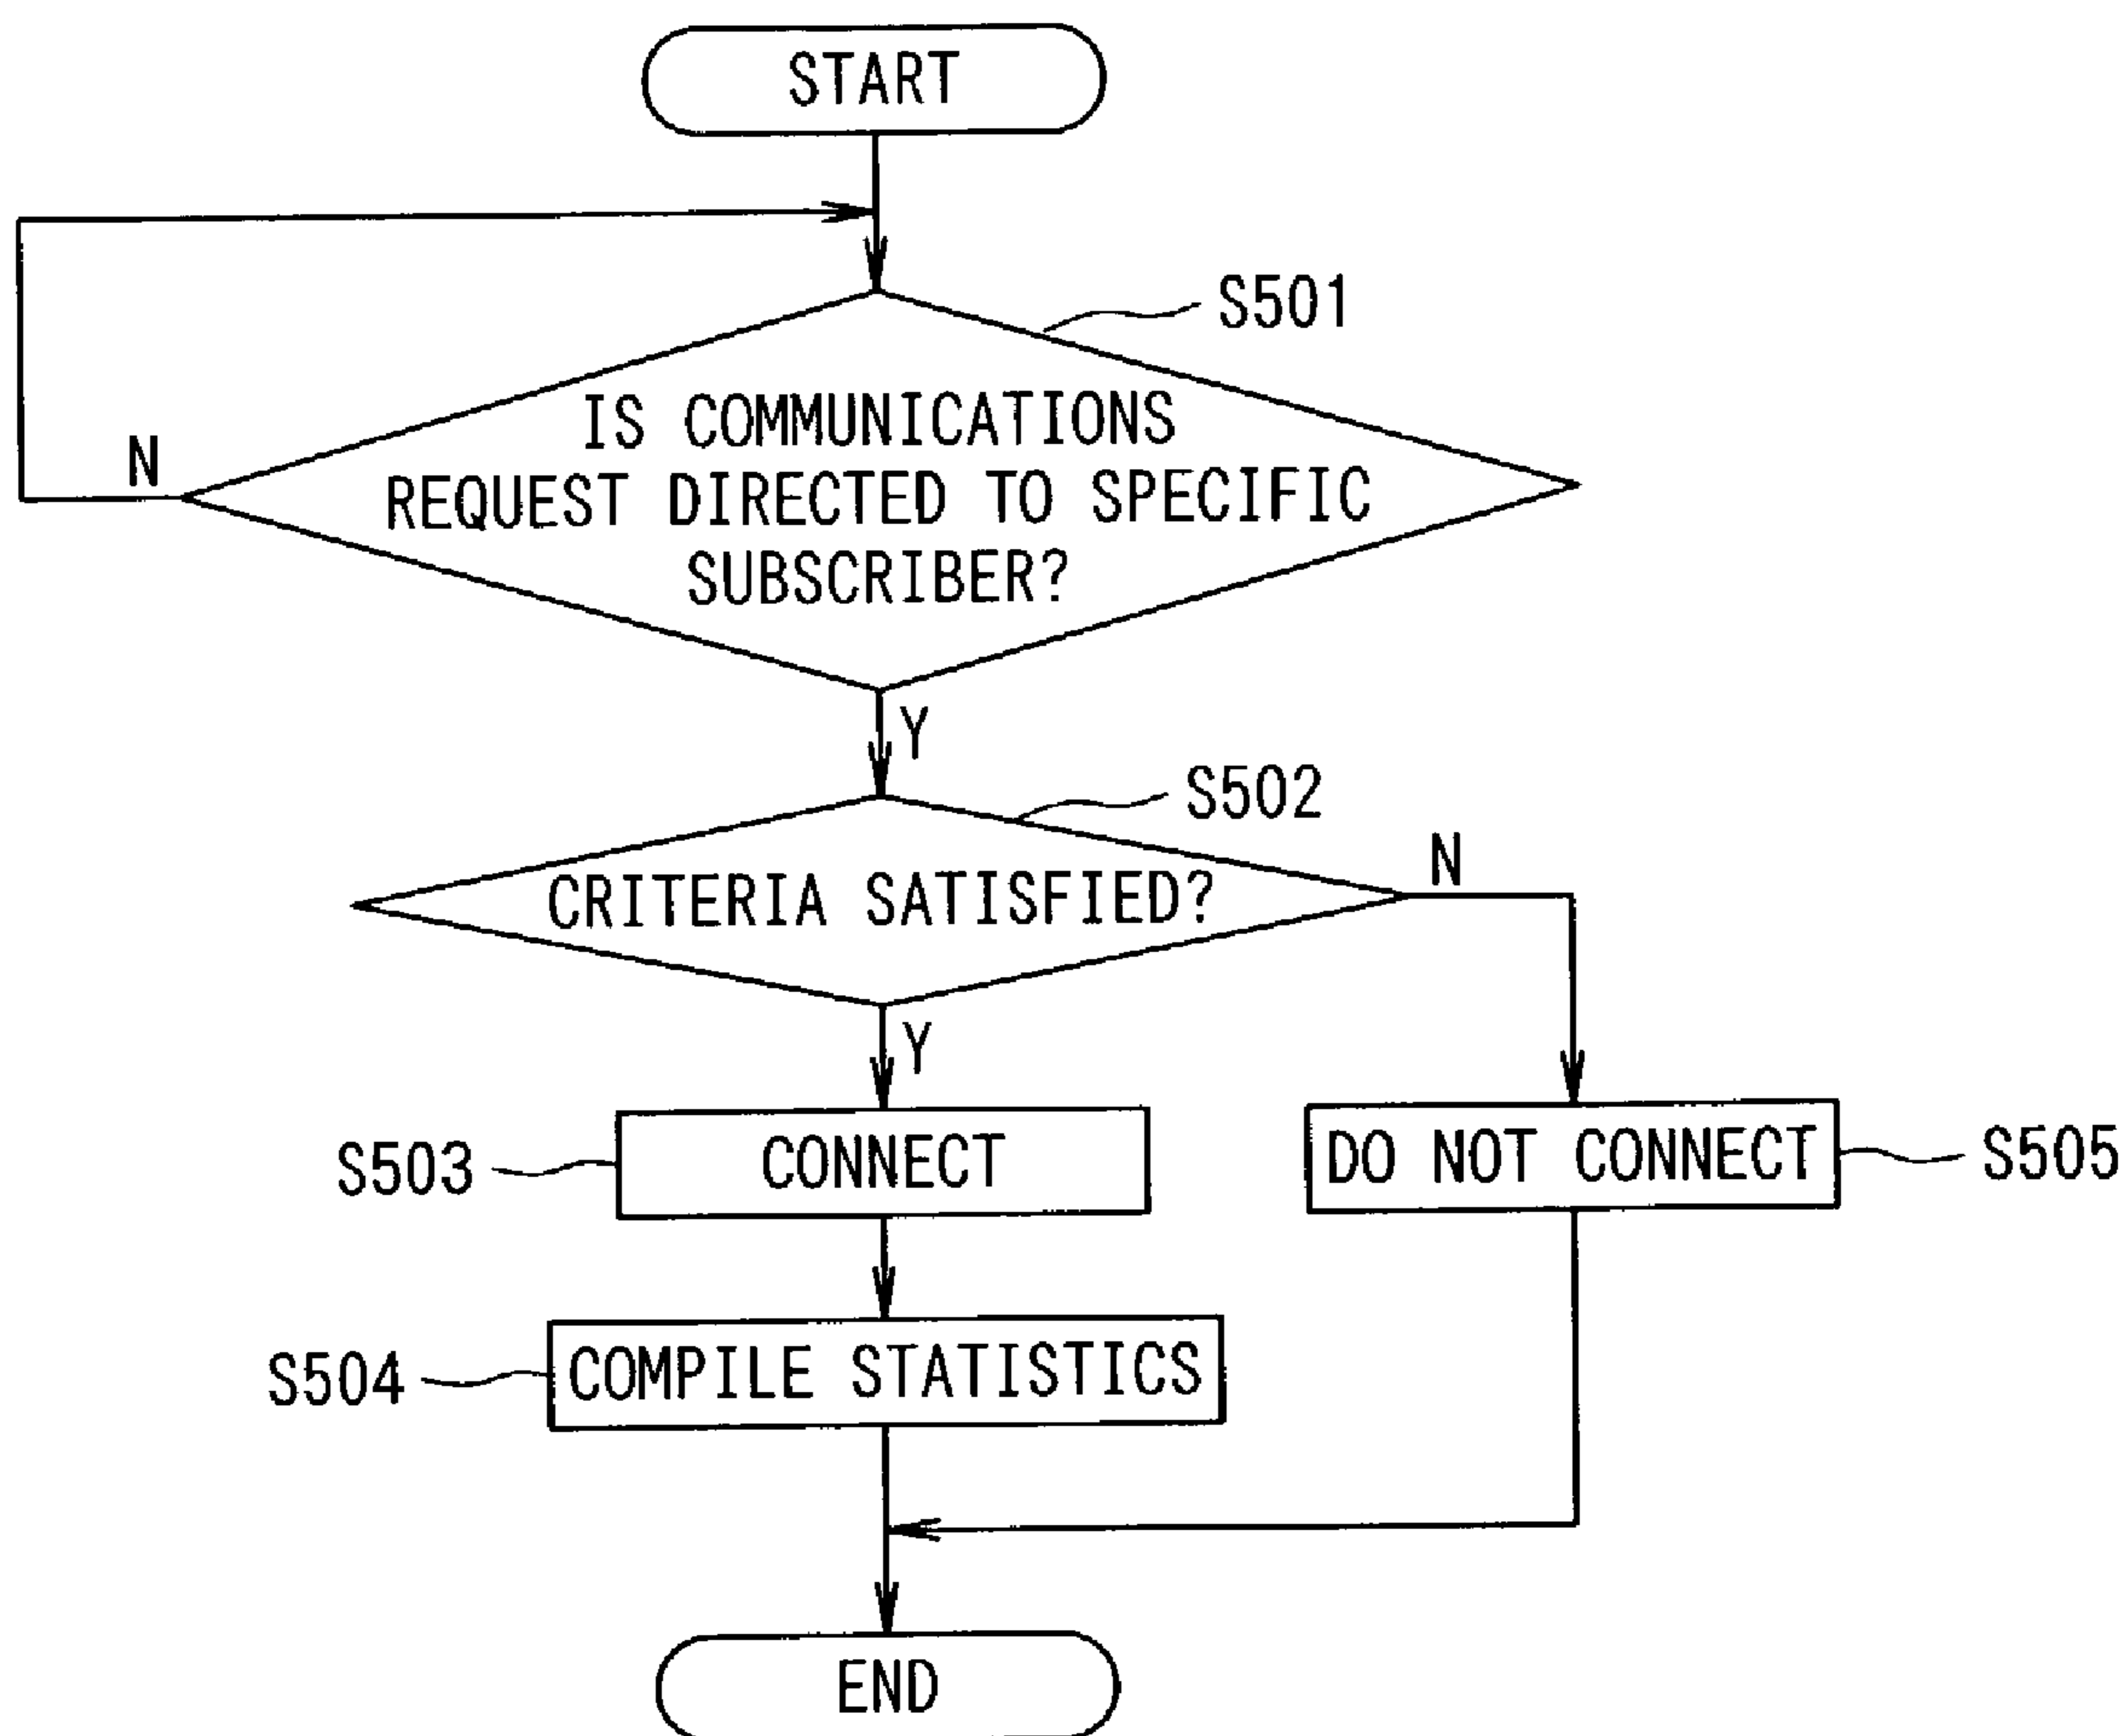 START
S501
IS COMMUNICATIONS
REQUEST DIRECTED TO SPECIFIC
SUBSCRIBER?
N
Y
S502
CRITERIA SATISFIED?
N
Y
S503
CONNECT
DO NOT CONNECT
S505
S504
COMPILE STATISTICS
END